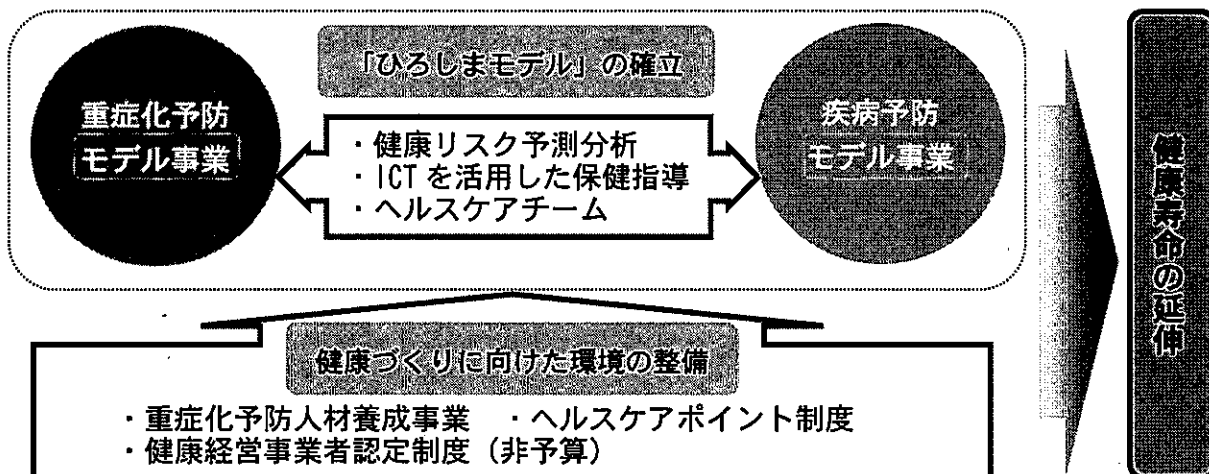 「ひろしまモデル」の確立
重症化予防
モデル事業
・健康リスク予測分析
・ICTを活用した保健指導
・ヘルスケアチーム
疾病予防
モデル事業
健康づくりに向けた環境の整備
・重症化予防人材養成事業 ・ヘルスケアポイント制度
・健康経営事業者認定制度（非予算）
健康寿命の延伸